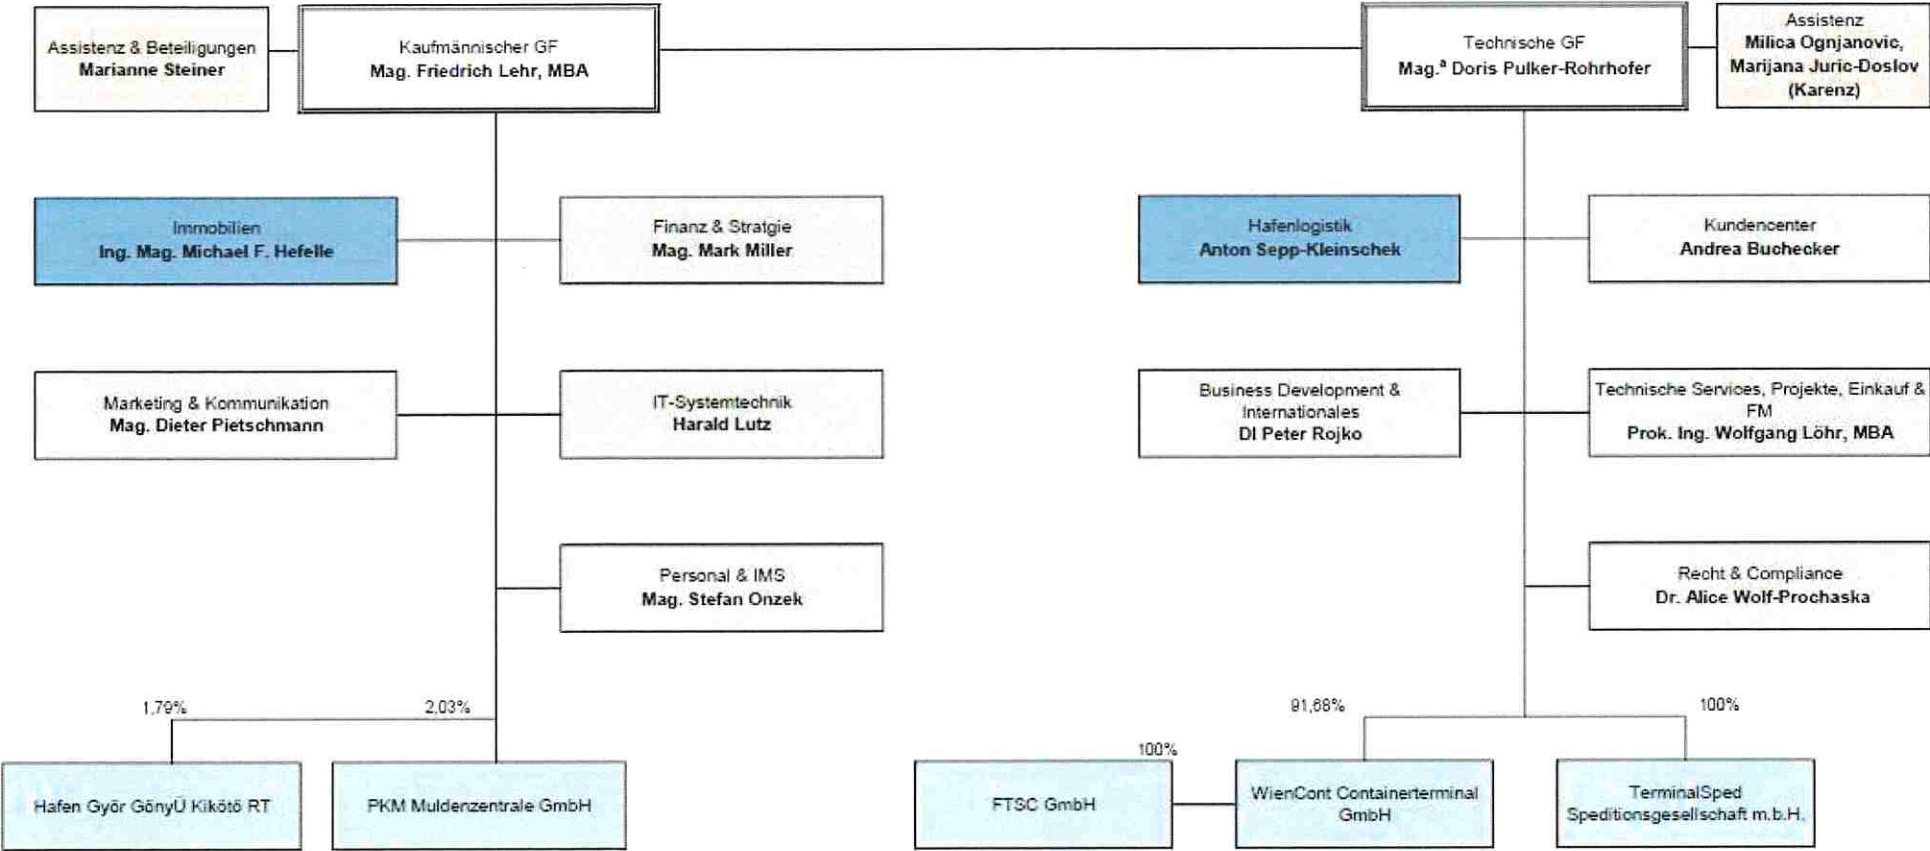 Assistenz & Beteiligungen
Marianne Steiner
Kaufmännischer GF
Mag. Friedrich Lehr, MBA
Technische GF
Mag.ª Doris Pulker-Rohrhofer
Assistenz
Milica Ognjanovic,
Marijana Juric-Doslov
(Karenz)
Immobilien
Ing. Mag. Michael F. Hefelle
Finanz & Stratgie
Mag. Mark Miller
Hafenlogistik
Anton Sepp-Kleinschek
Kundencenter
Andrea Buchecker
Marketing & Kommunikation
Mag. Dieter Pietschmann
IT-Systemtechnik
Harald Lutz
Business Development &
Internationales
DI Peter Rojko
Technische Services, Projekte, Einkauf &
FM
Prok. Ing. Wolfgang Löhr, MBA
Personal & IMS
Mag. Stefan Onzek
Recht & Compliance
Dr. Alice Wolf-Prochaska
1,79%
2,03%
91,68%
100%
100%
Hafen Györ GönyÜ Kikötö RT
PKM Muldenzentrale GmbH
FTSC GmbH
WienCont Containerterminal
GmbH
TerminalSped
Speditionsgesellschaft m.b.H.